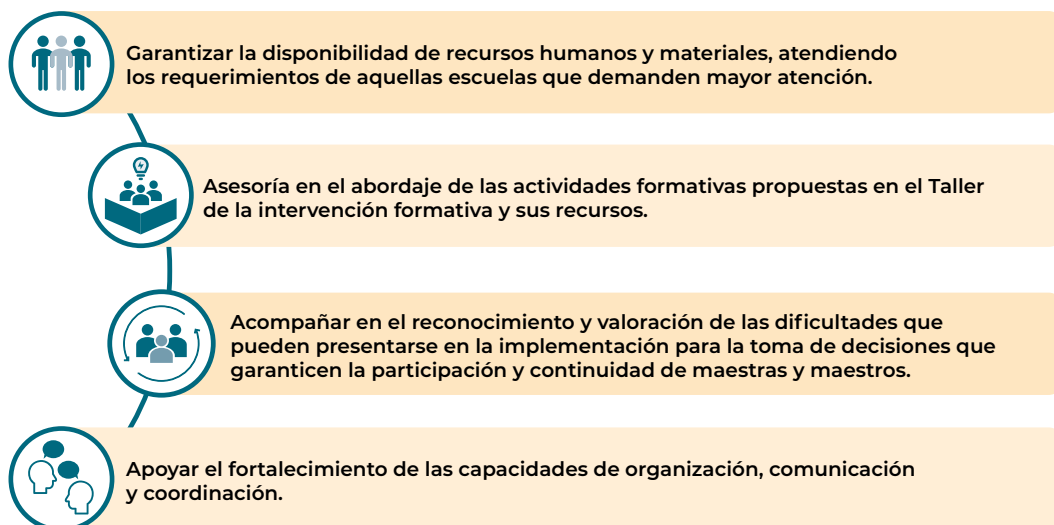 Garantizar la disponibilidad de recursos humanos y materiales, atendiendo
los requerimientos de aquellas escuelas que demanden mayor atención.
Asesoría en el abordaje de las actividades formativas propuestas en el Taller
de la intervención formativa y sus recursos.
Acompañar en el reconocimiento y valoración de las dificultades que
pueden presentarse en la implementación para la toma de decisiones que
garanticen la participación y continuidad de maestras y maestros.
Apoyar el fortalecimiento de las capacidades de organización, comunicación
y coordinación.